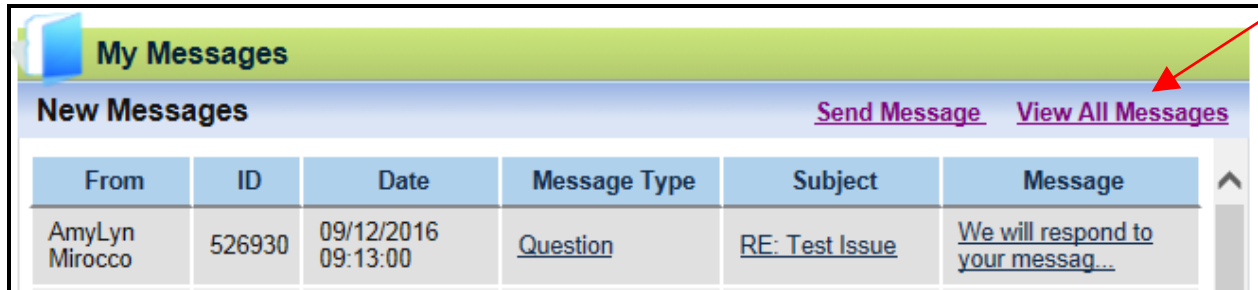 My Messages
New Messages Send Message View All Messages
From ID Date Message Type Subject Message
AmyLyn Mirocco 526930 09/12/2016 09:13:00 Question RE: Test Issue We will respond to your messag...